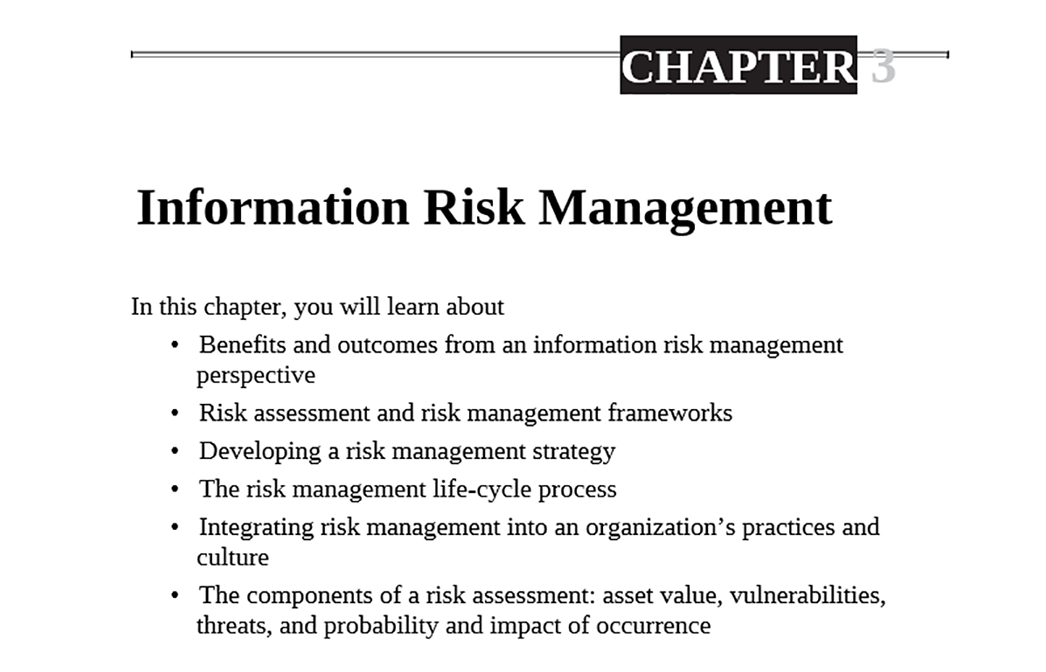 CHAPTER 3
Information Risk Management
In this chapter, you will learn about
• Benefits and outcomes from an information risk management
perspective
• Risk assessment and risk management frameworks
• Developing a risk management strategy
• The risk management life-cycle process
• Integrating risk management into an organization’s practices and
culture
• The components of a risk assessment: asset value, vulnerabilities,
threats, and probability and impact of occurrence